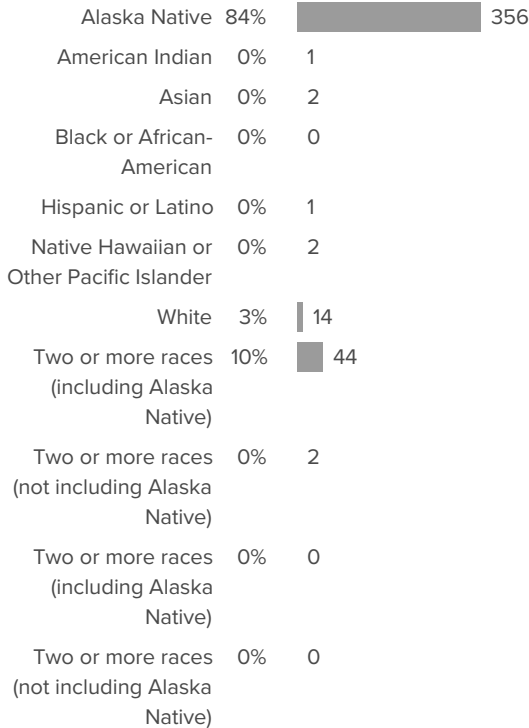 Alaska Native 84% 356
American Indian 0% 1
Asian 0% 2
Black or African- 0% 0
American
Hispanic or Latino 0% 1
Native Hawaiian or 0% 2
Other Pacific Islander
White 3% 14
Two or more races 10% 44
(including Alaska
Native)
Two or more races 0% 2
(not including Alaska
Native)
Two or more races 0% 0
(including Alaska
Native)
Two or more races 0% 0
(not including Alaska
Native)